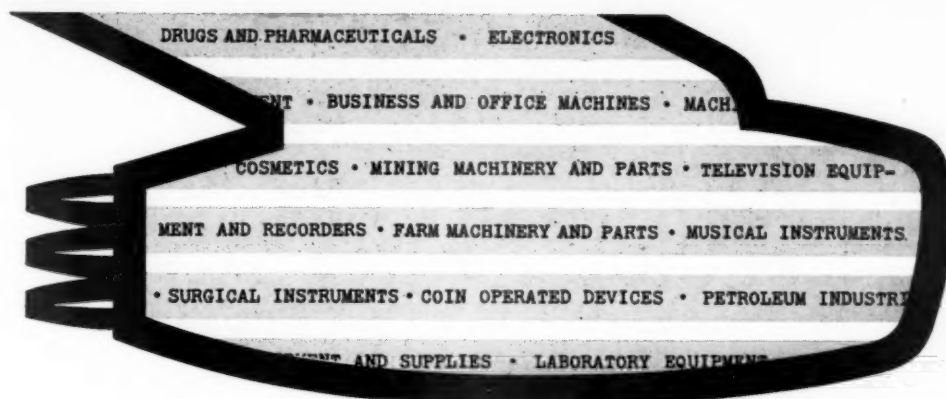 DRUGS AND PHARMACEUTICALS • ELECTRONICS
• BUSINESS AND OFFICE MACHINES •
COSMETICS • MINING MACHINERY AND PARTS • TELEVISION EQUIP-
MENT AND RECORDERS • FARM MACHINERY AND PARTS • MUSICAL INSTRUMENTS
• SURGICAL INSTRUMENTS • COIN OPERATED DEVICES • PETROLEUM
AND SUPPLIES • LABORATORY EQUIPMENT